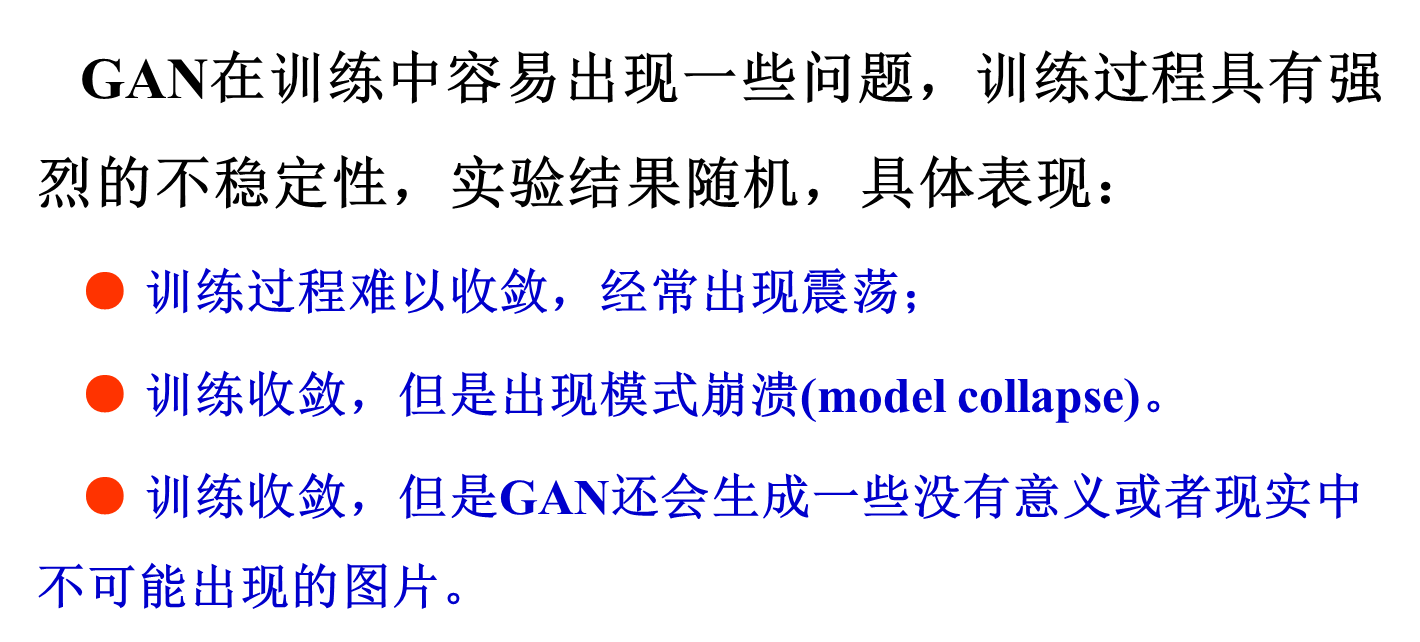 GAN在训练中容易出现一些问题，训练过程具有强
烈的不稳定性，实验结果随机，具体表现：
● 训练过程难以收敛，经常出现震荡；
● 训练收敛，但是出现模式崩溃(model collapse)。
● 训练收敛，但是GAN还会生成一些没有意义或者现实中
不可能出现的图片。